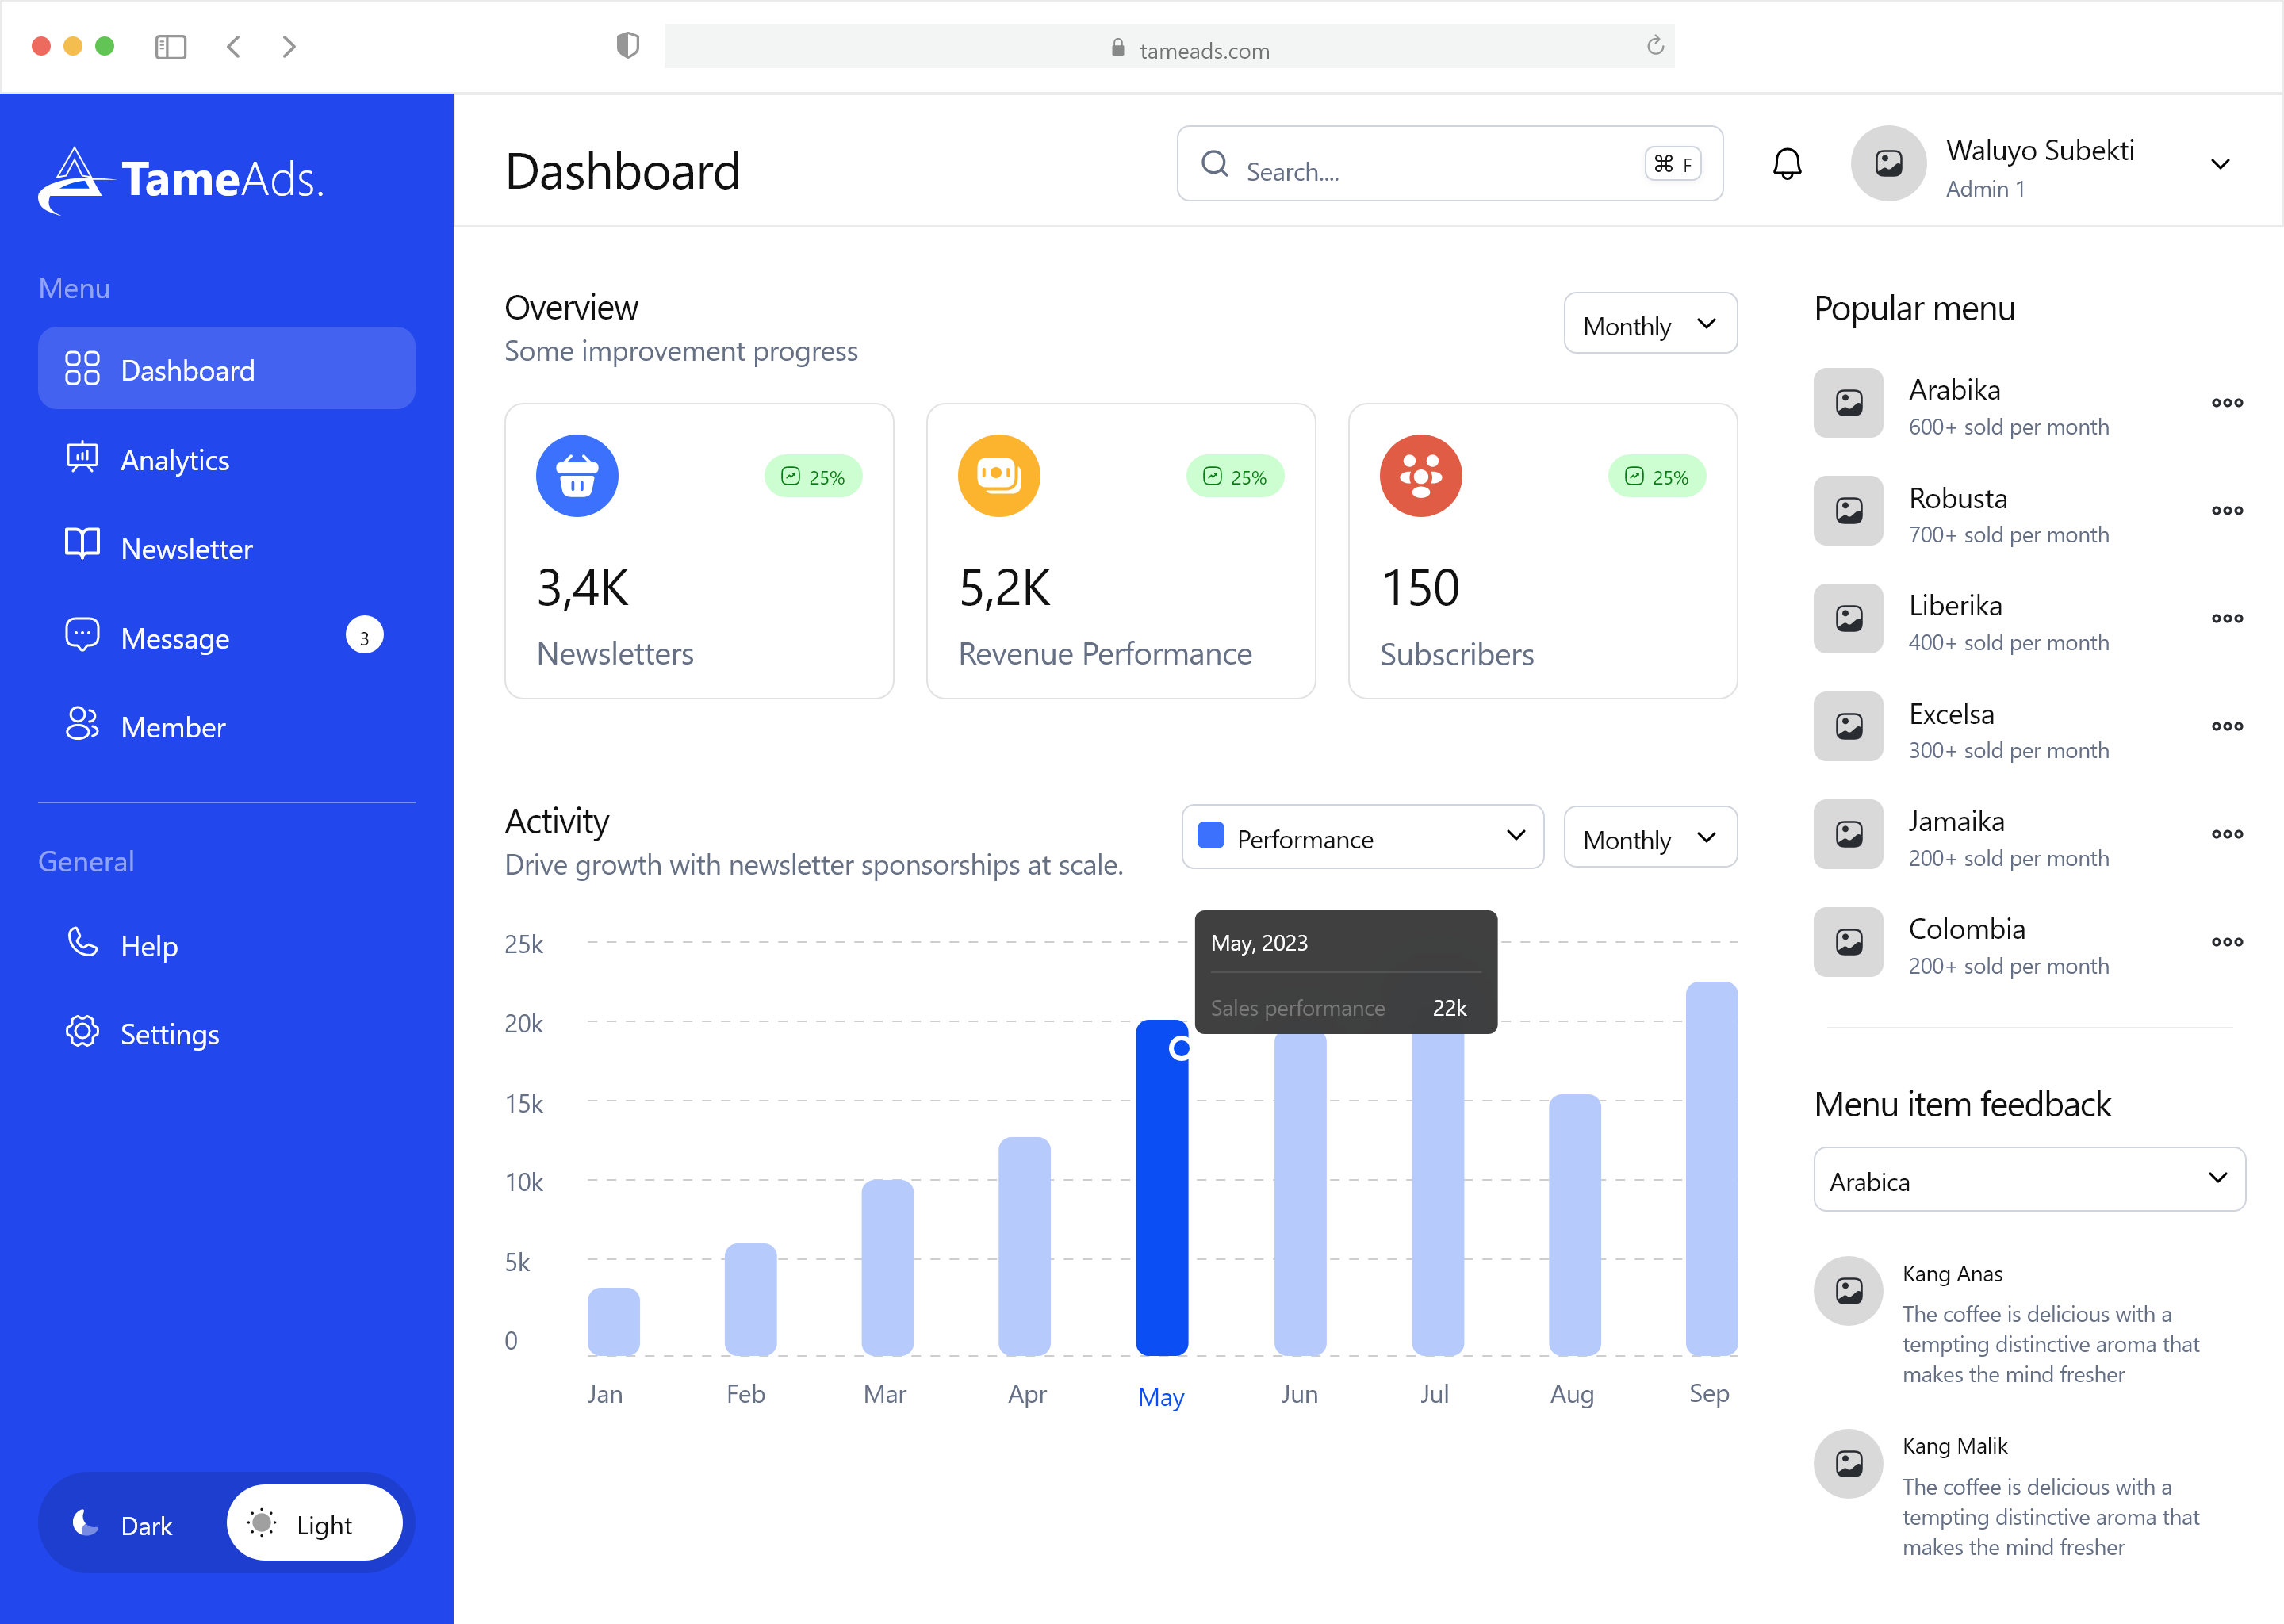 tameads.com
TameAds.
Menu
Dashboard
Analytics
Newsletter
Message
3
Member
General
Help
Settings
Dark
Light
Dashboard
Search....
⌘ F
Waluyo Subekti
Admin 1
Overview
Some improvement progress
Monthly
25%
3,4K
Newsletters
25%
5,2K
Revenue Performance
25%
150
Subscribers
Activity
Drive growth with newsletter sponsorships at scale.
Performance
Monthly
25k
20k
15k
10k
5k
0
May, 2023
Sales performance 22k
Jan Feb Mar Apr May Jun Jul Aug Sep
Popular menu
Arabika
600+ sold per month
Robusta
700+ sold per month
Liberika
400+ sold per month
Excelsa
300+ sold per month
Jamaika
200+ sold per month
Colombia
200+ sold per month
Menu item feedback
Arabica
Kang Anas
The coffee is delicious with a
tempting distinctive aroma that
makes the mind fresher
Kang Malik
The coffee is delicious with a
tempting distinctive aroma that
makes the mind fresher